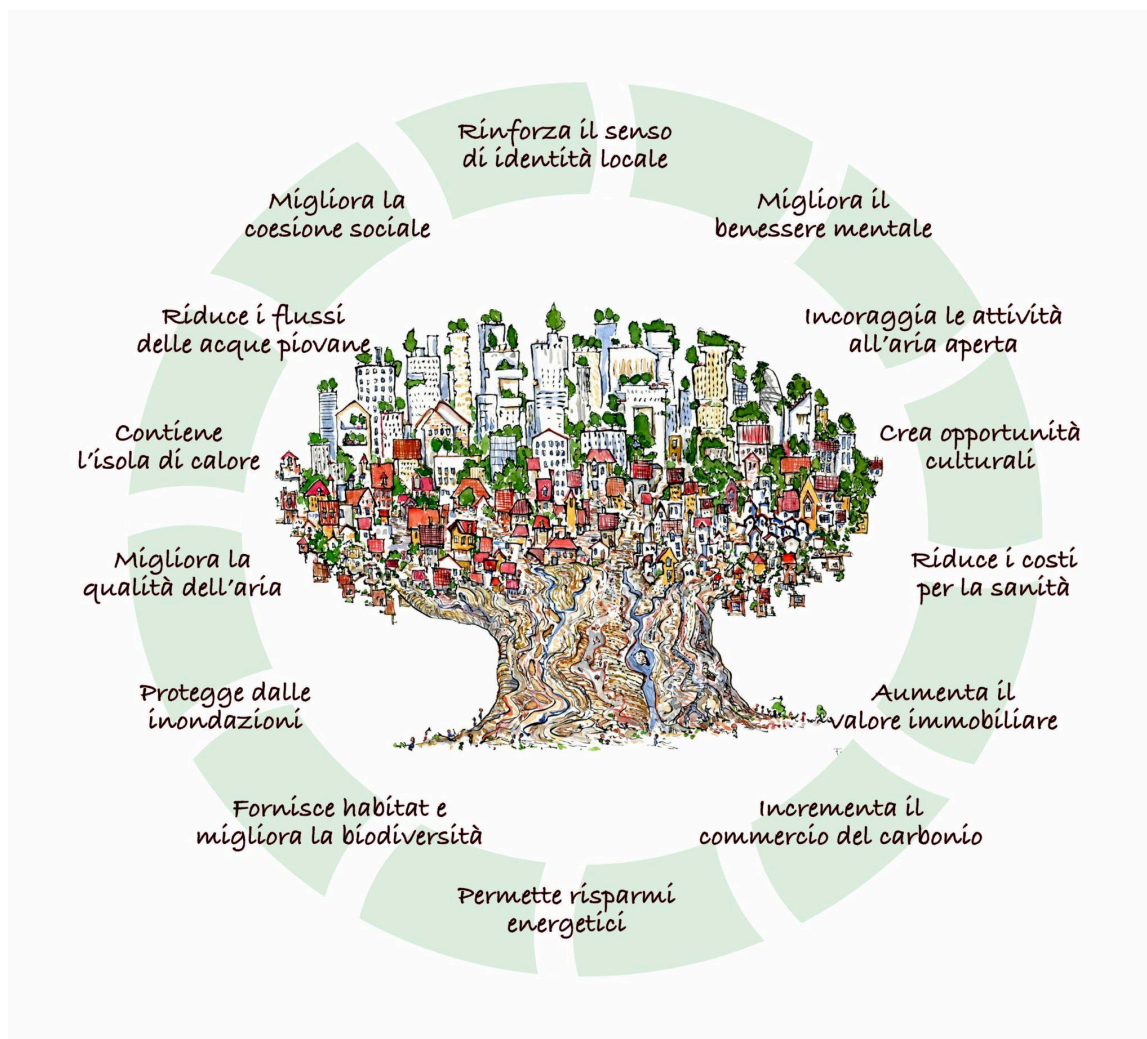 Rinforza il senso
di identità locale
Migliora il
benessere mentale
Incoraggia le attività
all'aria aperta
Crea opportunità
culturali
Riduce i costi
per la sanità
Aumenta il
valore immobiliare
Incrementa il
commercio del carbonio
Permette risparmi
energetici
Fornisce habitat e
migliora la biodiversità
Protegge dalle
inondazioni
Migliora la
qualità dell'aria
Contiene
l'isola di calore
Riduce i flussi
delle acque piovane
Migliora la
coesione sociale